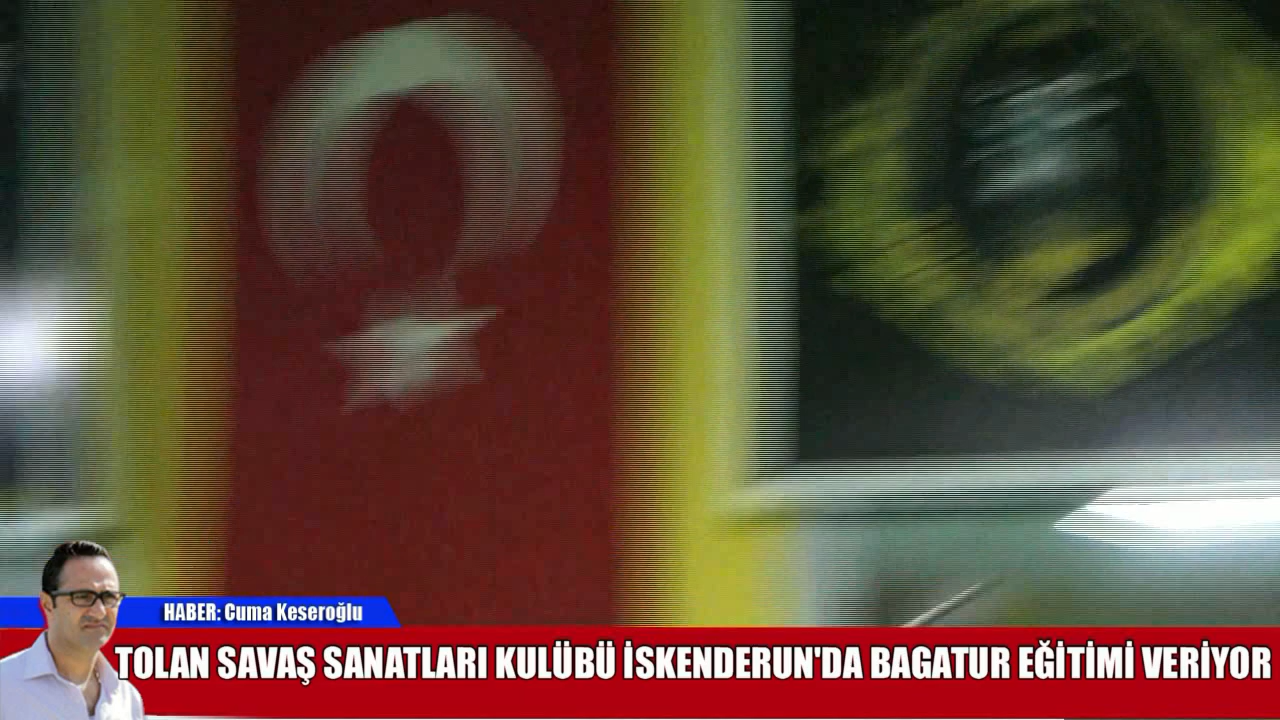 HABER: Cuma Keseroğlu
TOLAN SAVAŞ SANATLARI KULÜBÜ İSKENDERUN'DA BAGATUR EĞİTİMİ VERİYOR